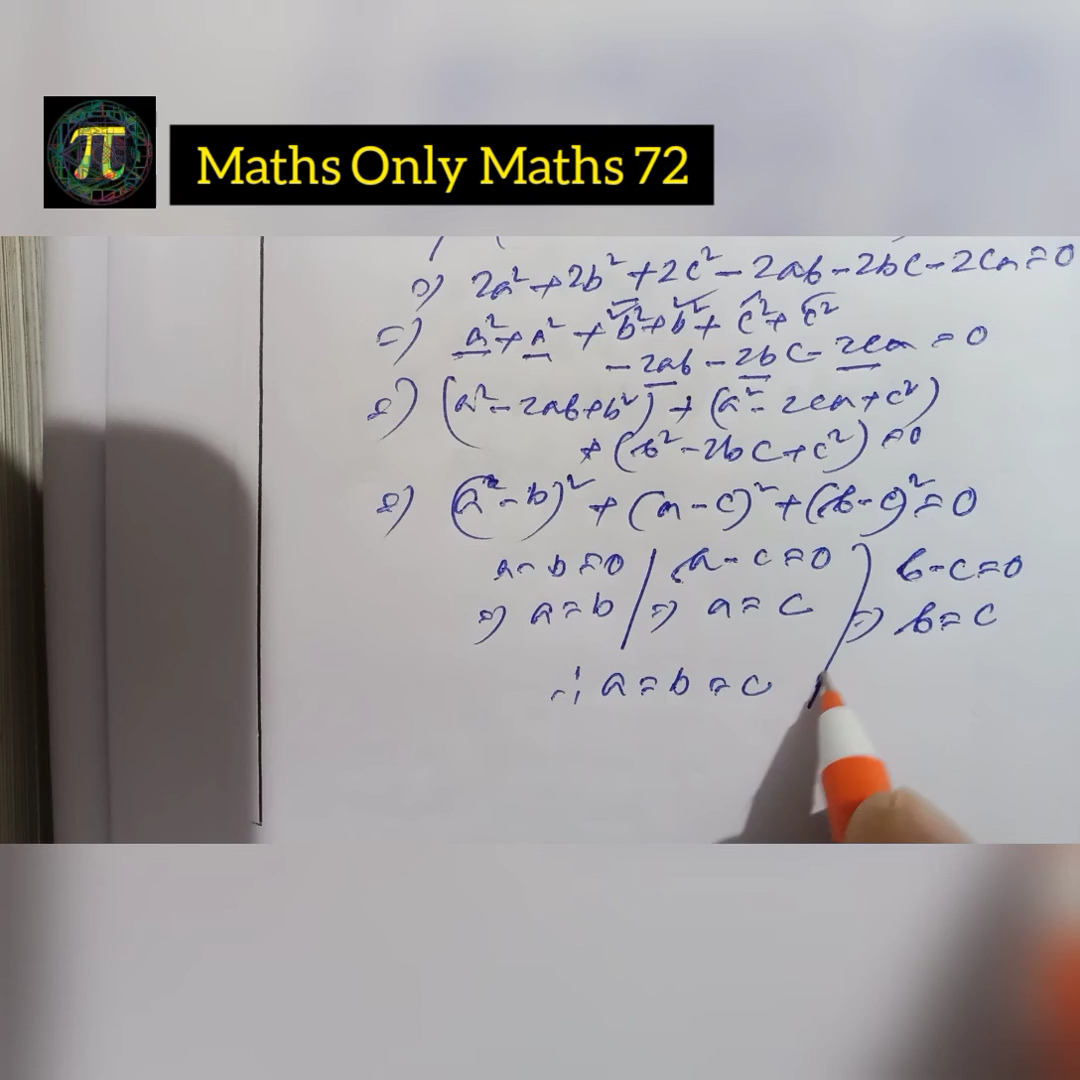 Maths Only Maths 72
⇒) 2a² + 2b² + 2c² - 2ab - 2bc - 2ca = 0
=) a² + a² + b² + b² + c² + c²
- 2ab - 2bc - 2ca = 0
=) (a² - 2ab + b²) + (a² - 2ca + c²)
+ (b² - 2bc + c²) = 0
=) (a - b)² + (a - c)² + (b - c)² = 0
a - b = 0 / a - c = 0 / b - c = 0
=) a = b / =) a = c / =) b = c
∴ a = b = c